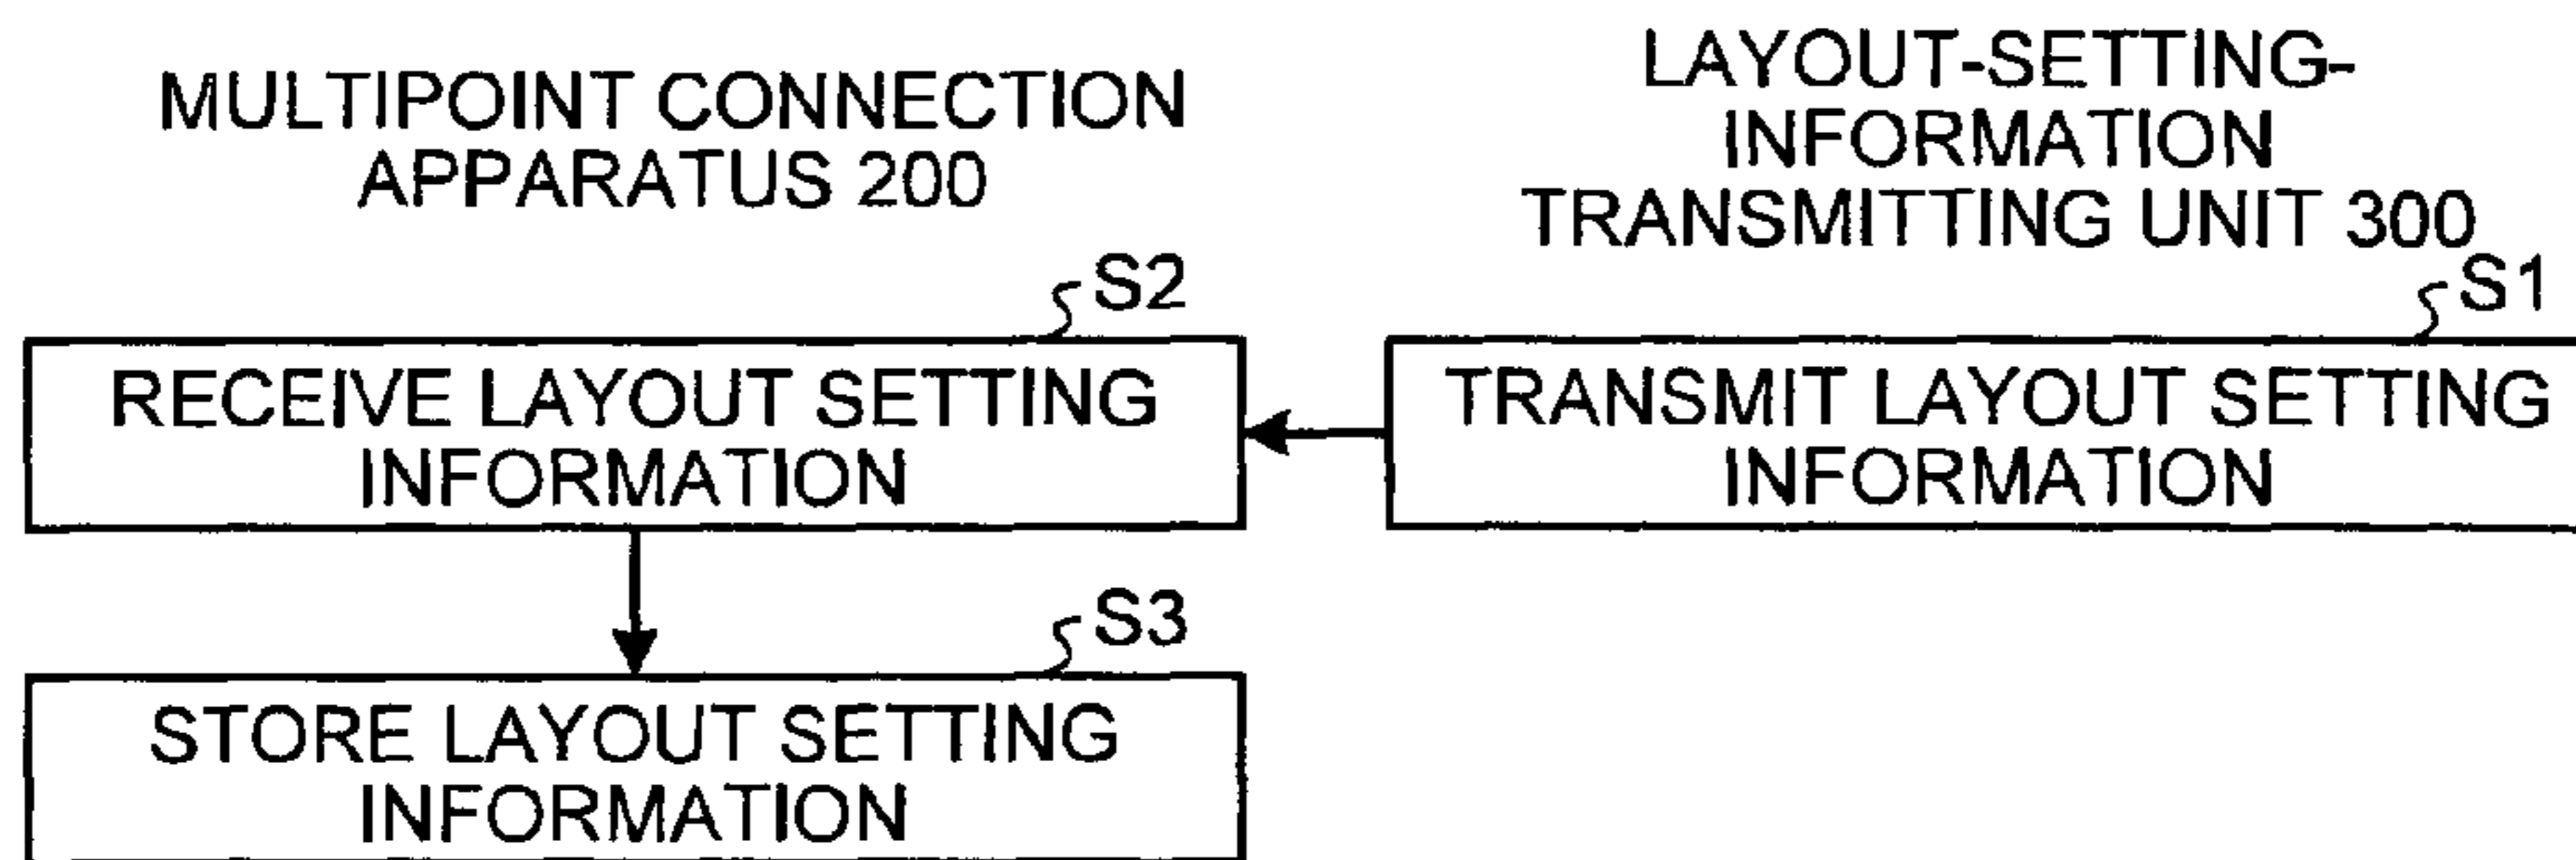 MULTIPOINT CONNECTION
APPARATUS 200
LAYOUT-SETTING-
INFORMATION
TRANSMITTING UNIT 300
S2
S1
RECEIVE LAYOUT SETTING
INFORMATION
TRANSMIT LAYOUT SETTING
INFORMATION
S3
STORE LAYOUT SETTING
INFORMATION